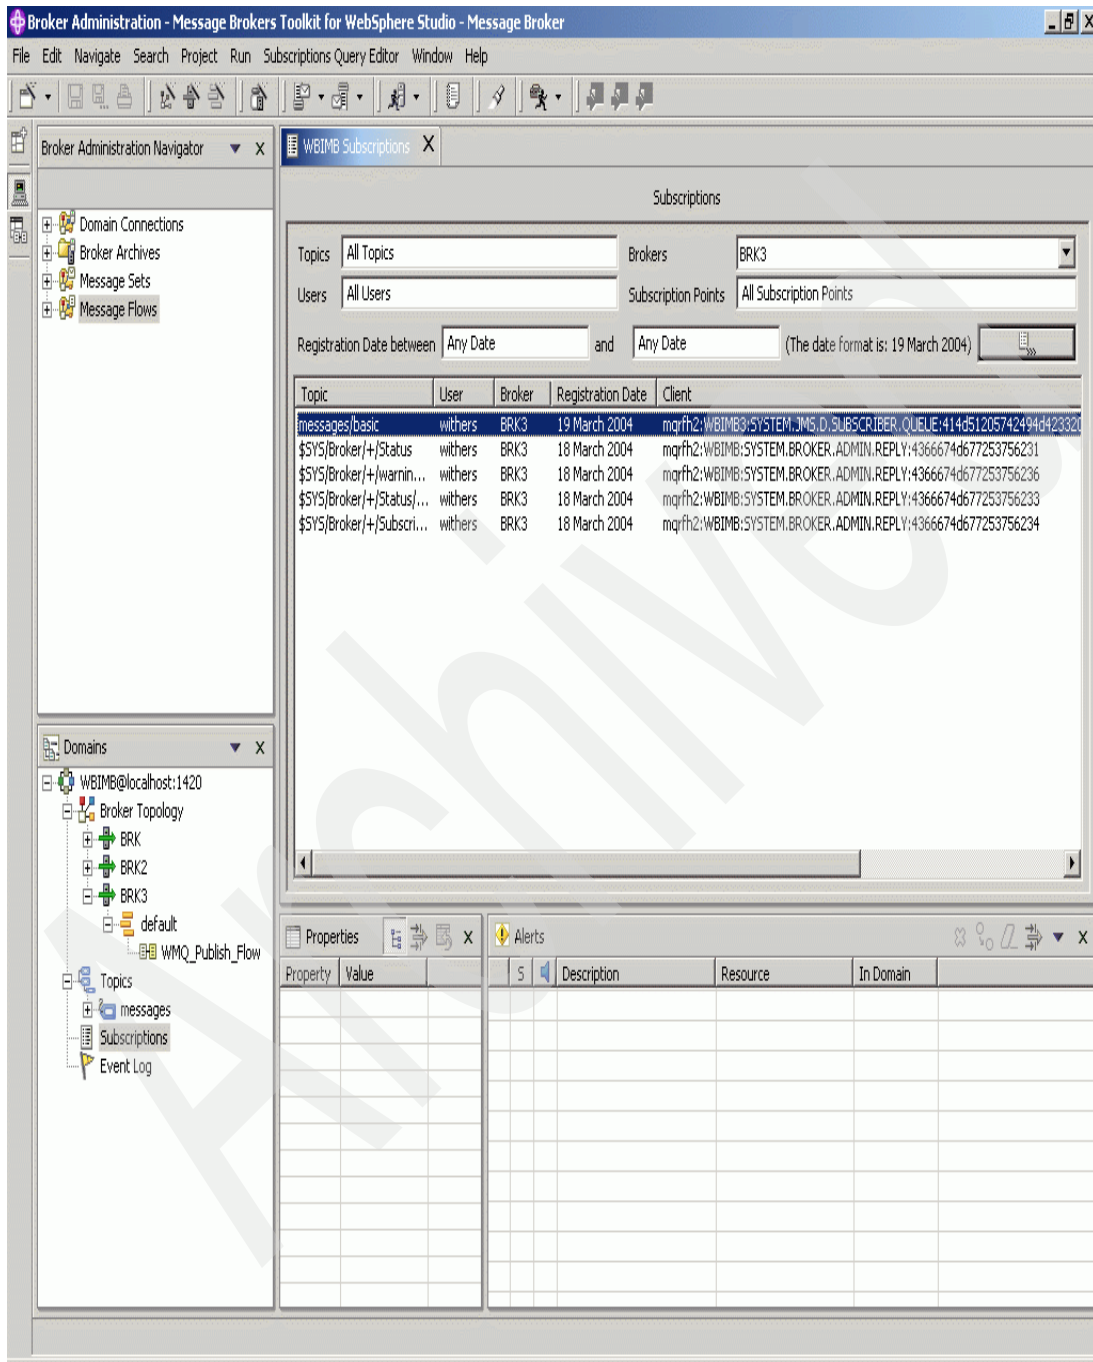 Broker Administration - Message Brokers Toolkit for WebSphere Studio - Message Broker
File Edit Navigate Search Project Run Subscriptions Query Editor Window Help
Broker Administration Navigator
Domain Connections
Broker Archives
Message Sets
Message Flows
WBIMB Subscriptions
Subscriptions
Topics All Topics Brokers BRK3
Users All Users Subscription Points All Subscription Points
Registration Date between Any Date and Any Date (The date format is: 19 March 2004)
Topic User Broker Registration Date Client
messages/basic withers BRK3 19 March 2004 mqrfh2:WBIMB3:SYSTEM.JMS.D.SUBSCRIBER.QUEUE:414d51205742494d423320
$SYS/Broker/+/Status withers BRK3 18 March 2004 mqrfh2:WBIMB:SYSTEM.BROKER.ADMIN.REPLY:4366674d677253756231
$SYS/Broker/+/warnin... withers BRK3 18 March 2004 mqrfh2:WBIMB:SYSTEM.BROKER.ADMIN.REPLY:4366674d677253756236
$SYS/Broker/+/Status/... withers BRK3 18 March 2004 mqrfh2:WBIMB:SYSTEM.BROKER.ADMIN.REPLY:4366674d677253756233
$SYS/Broker/+/Subscri... withers BRK3 18 March 2004 mqrfh2:WBIMB:SYSTEM.BROKER.ADMIN.REPLY:4366674d677253756234
Domains
WBIMB@localhost:1420
Broker Topology
BRK
BRK2
BRK3
default
WMQ_Publish_Flow
Topics
messages
Subscriptions
Event Log
Properties
Property Value
Alerts
S Description Resource In Domain
Archived